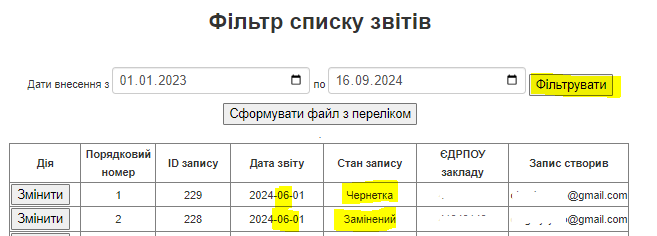 Фільтр списку звітів
Дати внесення з 01.01.2023 по 16.09.2024 Фільтрувати
Сформувати файл з переліком
Дія Порядковий номер ID запису Дата звіту Стан запису ЄДРПОУ закладу Запис створив
Змінити 1 229 2024-06-01 Чернетка @gmail.com
Змінити 2 228 2024-06-01 Замінений @gmail.com